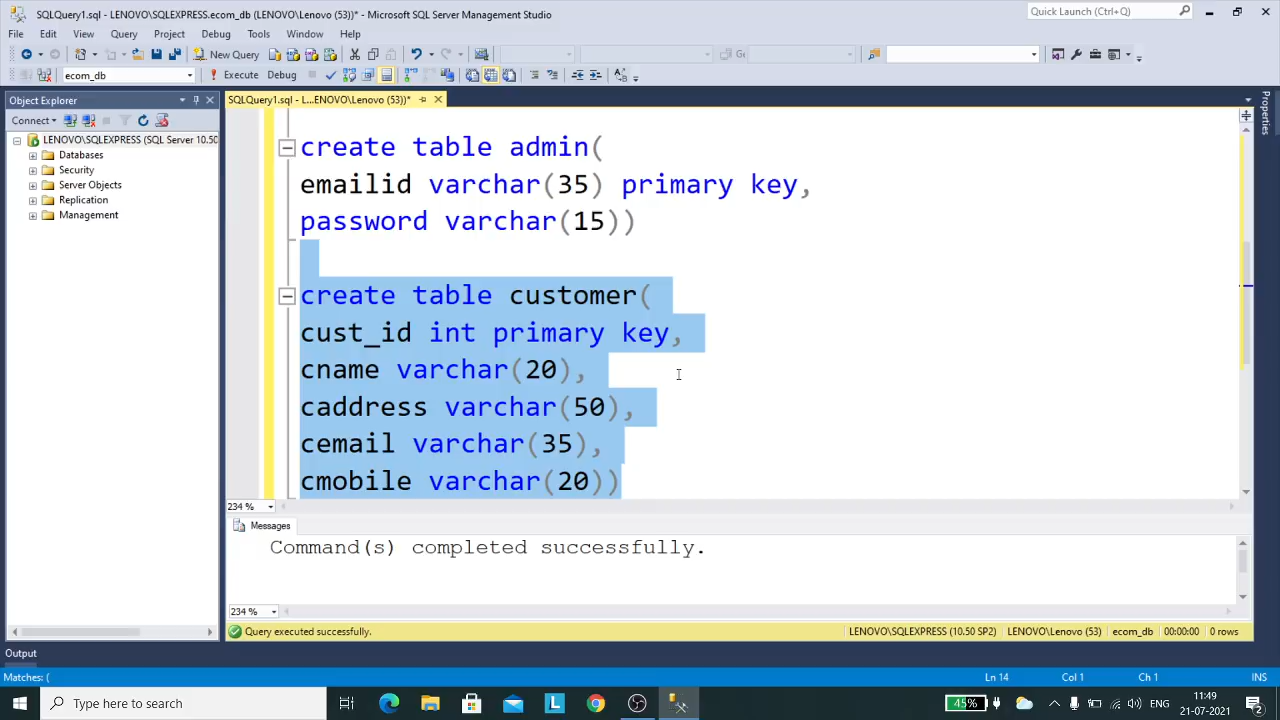 SQLQuery1.sql - LENOVO\SQLEXPRESS.ecom_db (LENOVO\Lenovo (53))* - Microsoft SQL Server Management Studio
Quick Launch (Ctrl+Q)
File Edit View Query Project Debug Tools Window Help
New Query
ecom_db Execute Debug
Object Explorer
Connect
LENOVO\SQLEXPRESS (SQL Server 10.50
Databases
Security
Server Objects
Replication
Management
SQLQuery1.sql - L...ENOVO\Lenovo (53))*
Properties
create table admin(
emailid varchar(35) primary key,
password varchar(15))
create table customer(
cust_id int primary key,
cname varchar(20),
caddress varchar(50),
cemail varchar(35),
cmobile varchar(20))
234 %
Messages
Command(s) completed successfully.
234 %
Query executed successfully. LENOVO\SQLEXPRESS (10.50 SP2) LENOVO\Lenovo (53) ecom_db 00:00:00 0 rows
Output
Matches: ( Ln 14 Col 1 Ch 1 INS
Type here to search
45%
ENG
11:49
21-07-2021
2